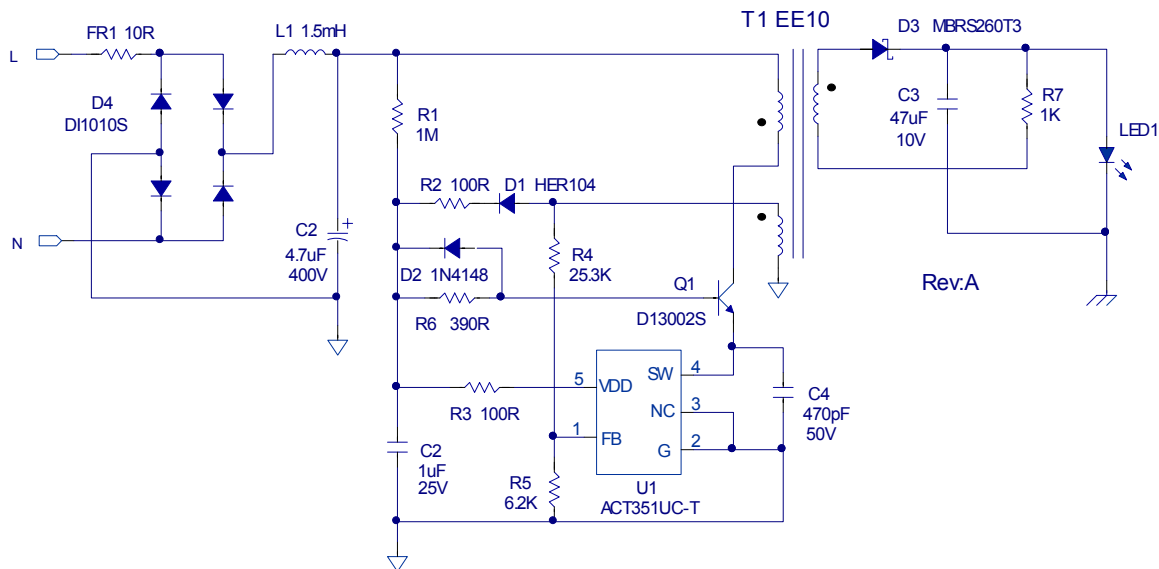 T1 EE10
D3 MBRS260T3
FR1 10R
L1 1.5mH
L
D4
DI1010S
R1
1M
C3
47uF
10V
R7
1K
LED1
R2 100R
D1 HER104
N
C2
4.7uF
400V
+
D2 1N4148
R4
25.3K
R6 390R
Q1
D13002S
Rev:A
5
VDD
SW
4
R3 100R
NC
3
C4
470pF
50V
1
FB
G
2
C2
1uF
25V
R5
6.2K
U1
ACT351UC-T